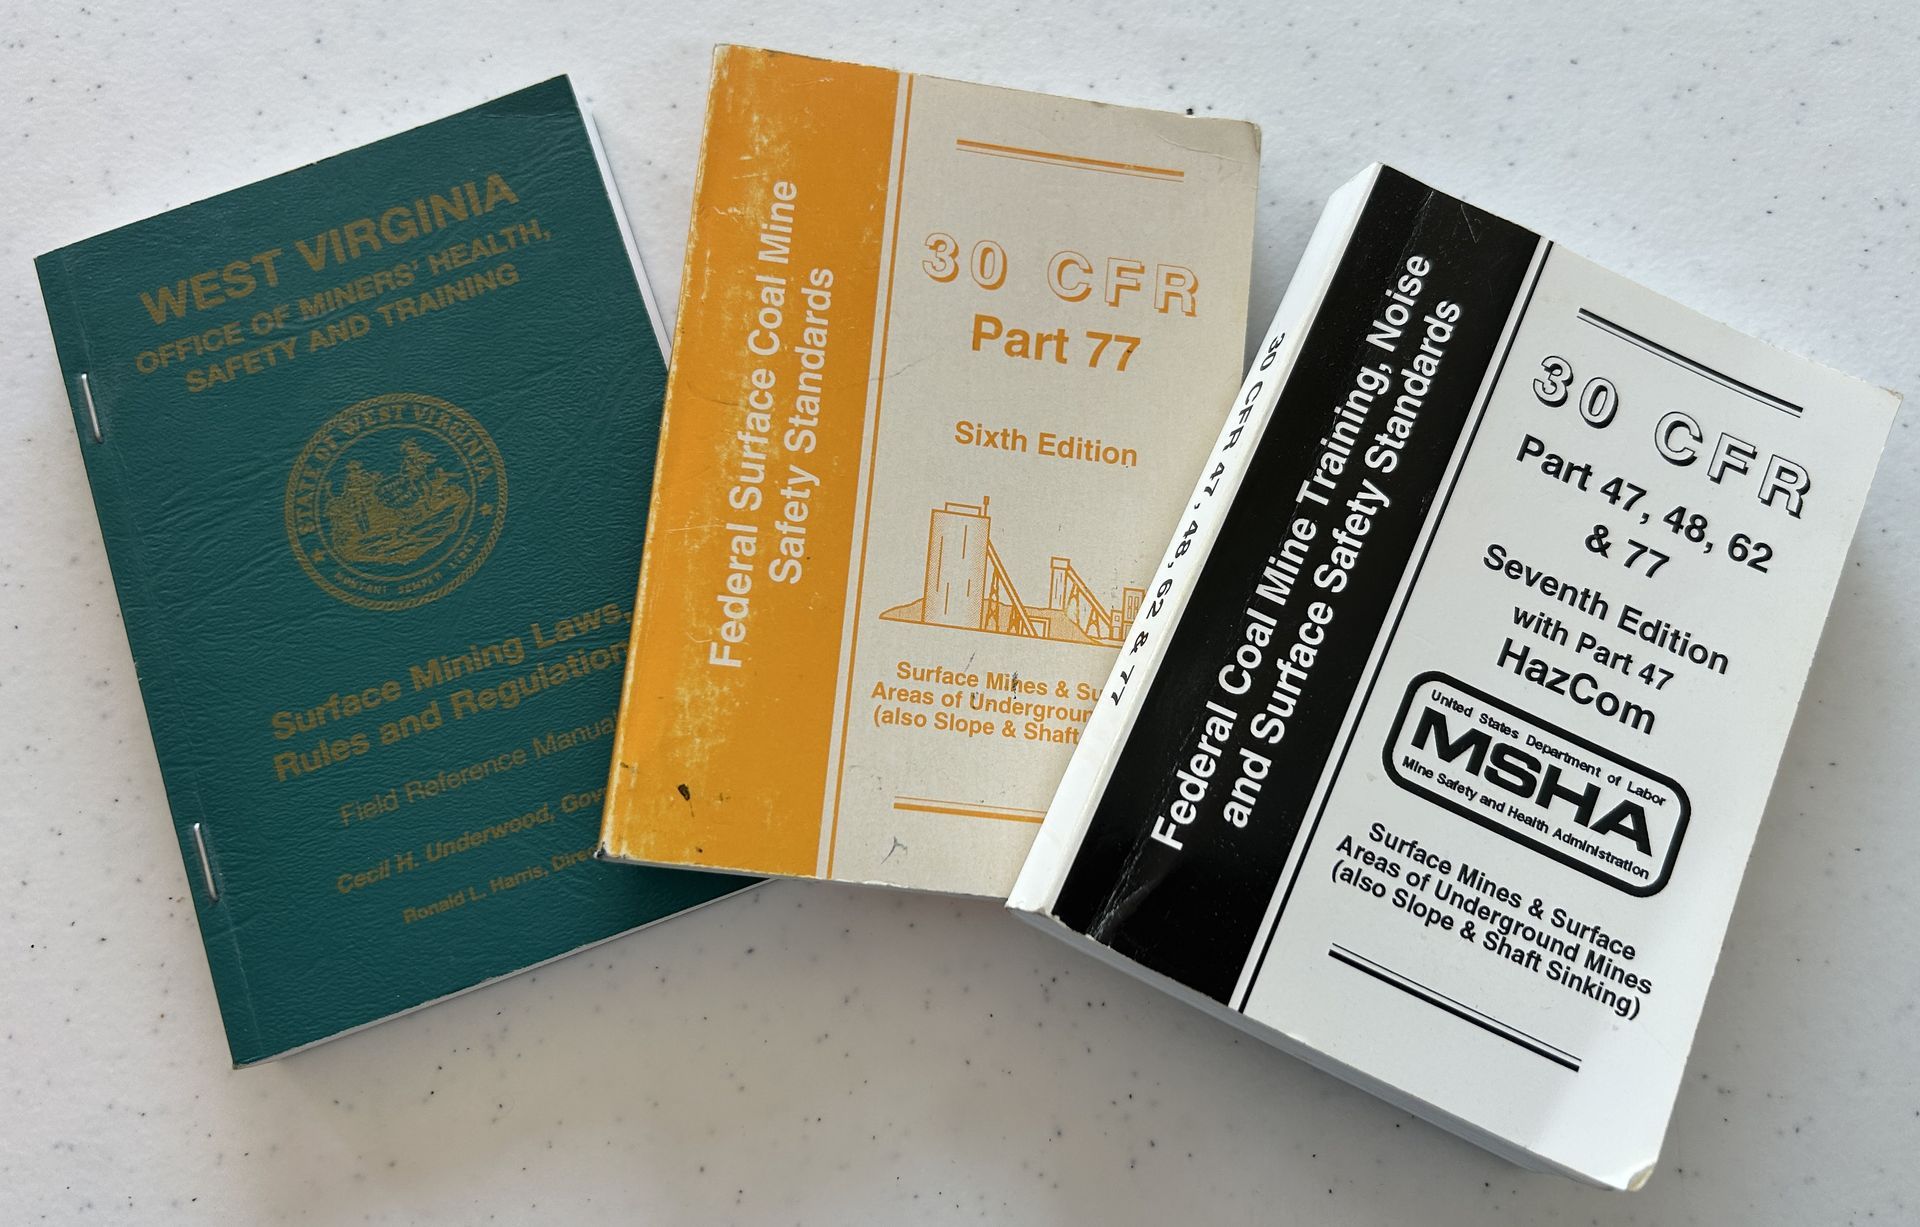 WEST VIRGINIA
OFFICE OF MINERS' HEALTH,
SAFETY AND TRAINING
STATE OF WEST VIRGINIA
MONTANI SEMPER LIBERI
Surface Mining Laws,
Rules and Regulation
Field Reference Manual
Cecil H. Underwood, Gov
Ronald L. Harris, Direc
Federal Surface Coal Mine
Safety Standards
30 CFR
Part 77
Sixth Edition
Surface Mines & Su
Areas of Undergroun
(also Slope & Shaft
30 CFR 47, 48, 62 & 77
Federal Coal Mine Training, Noise
and Surface Safety Standards
30 CFR
Part 47, 48, 62
& 77
Seventh Edition
with Part 47
HazCom
United States Department of Labor
MSHA
Mine Safety and Health Administration
Surface Mines & Surface
Areas of Underground Mines
(also Slope & Shaft Sinking)